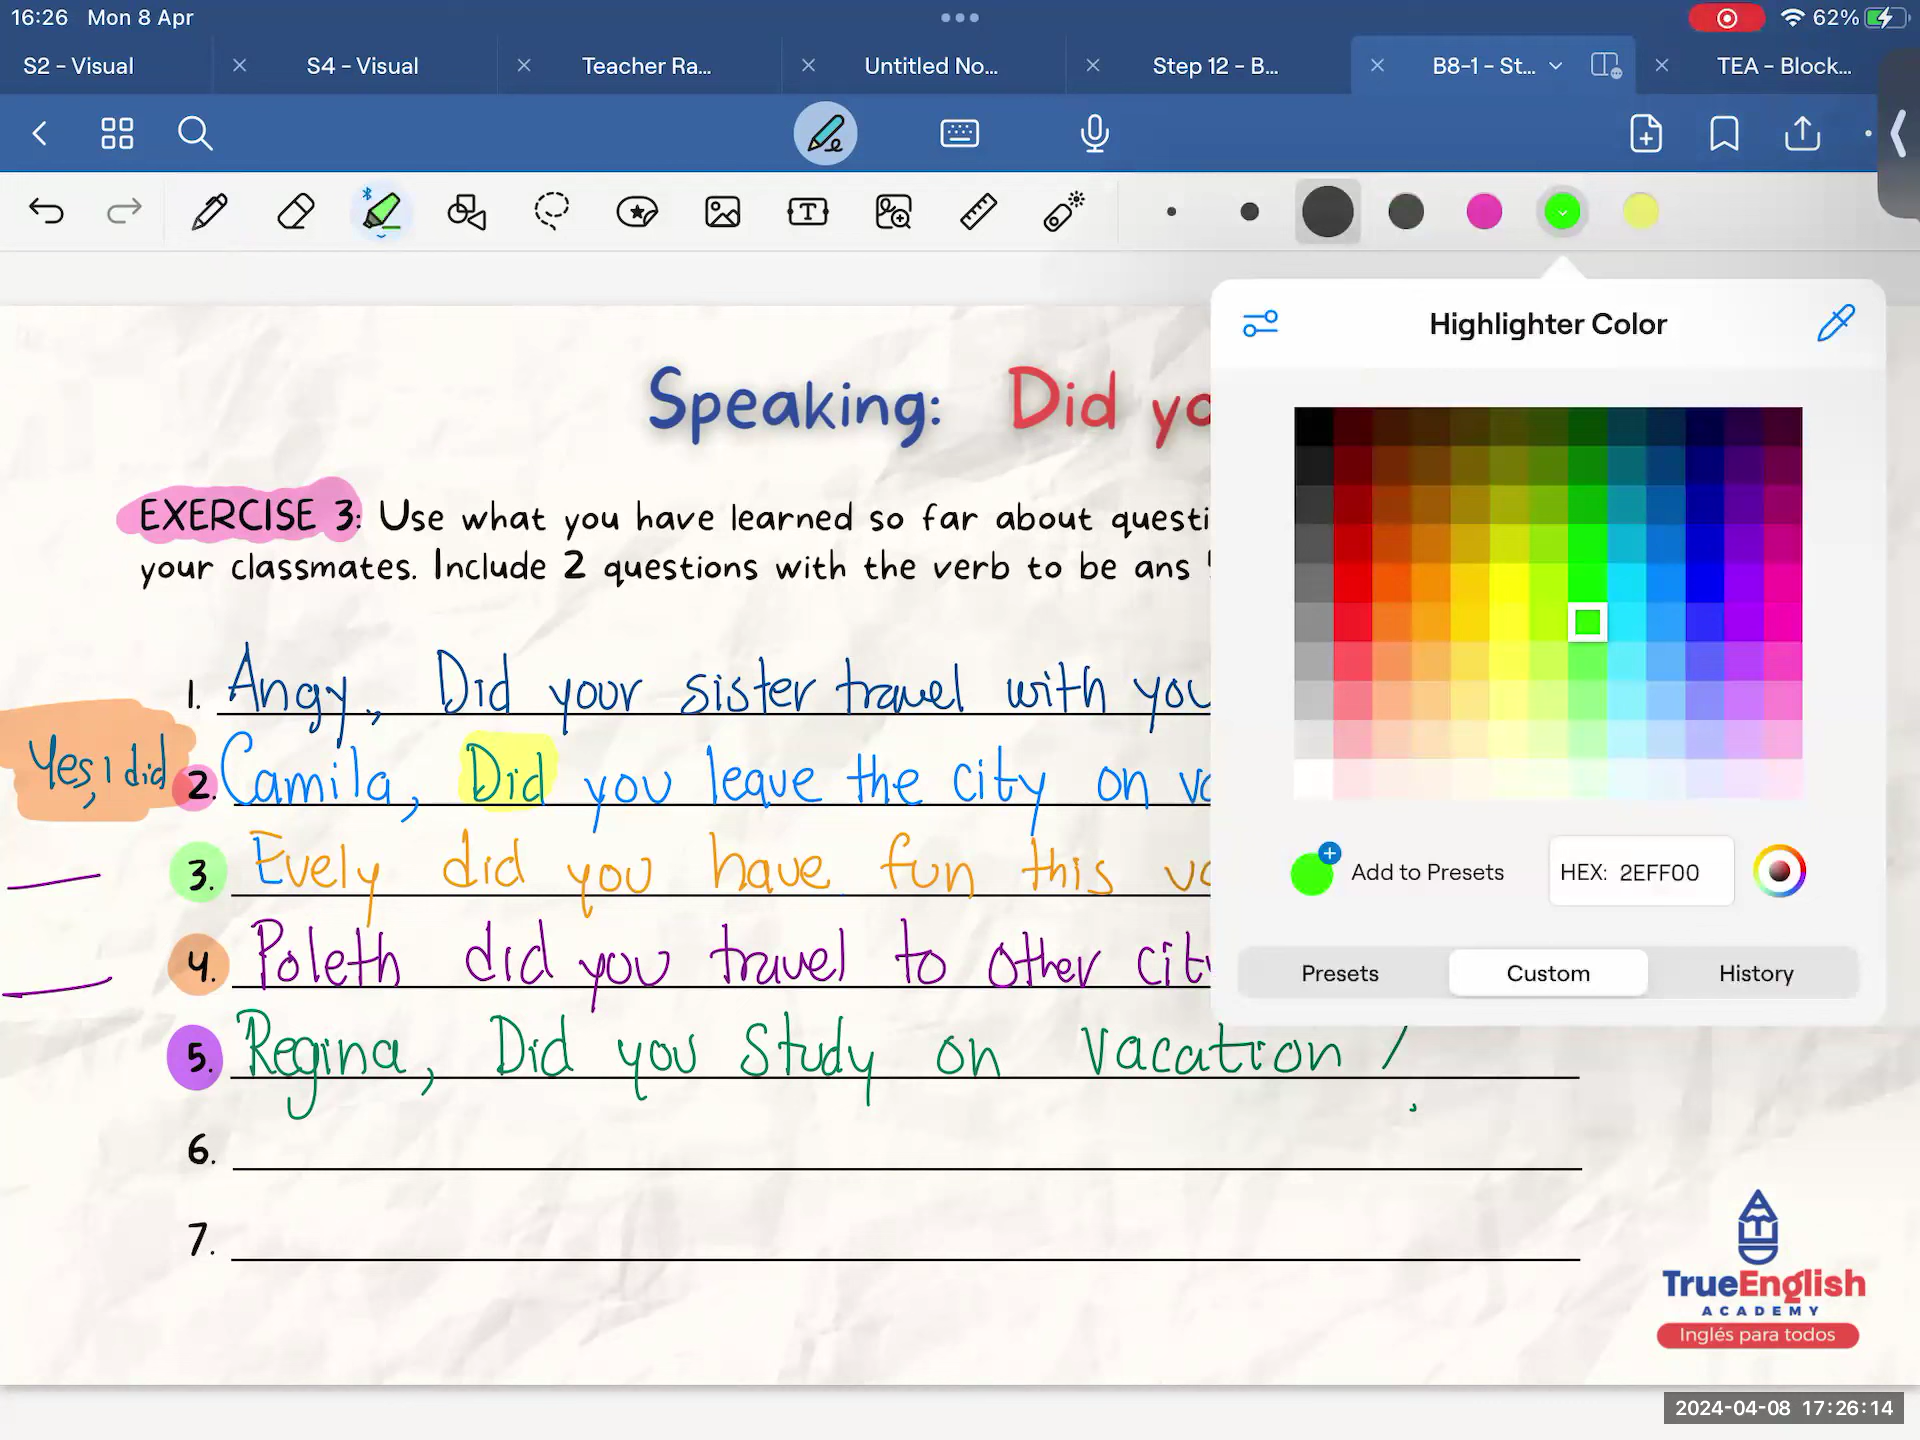 16:26 Mon 8 Apr
62%
S2 - Visual
S4 - Visual
Teacher Ra...
Untitled No...
Step 12 - B...
B8-1 - St...
TEA - Block...
Highlighter Color
Speaking: Did yo
EXERCISE 3: Use what you have learned so far about questi
your classmates. Include 2 questions with the verb to be ans
1. Angy, Did your sister travel with you
Yes, I did
2. Camila, Did you leave the city on va
3. Evely did you have fun this va
4. Poleth did you travel to other city
5. Regina, Did you study on vacation ?
6.
7.
Add to Presets
HEX: 2EFF00
Presets
Custom
History
TrueEnglish
ACADEMY
Inglés para todos
2024-04-08 17:26:14